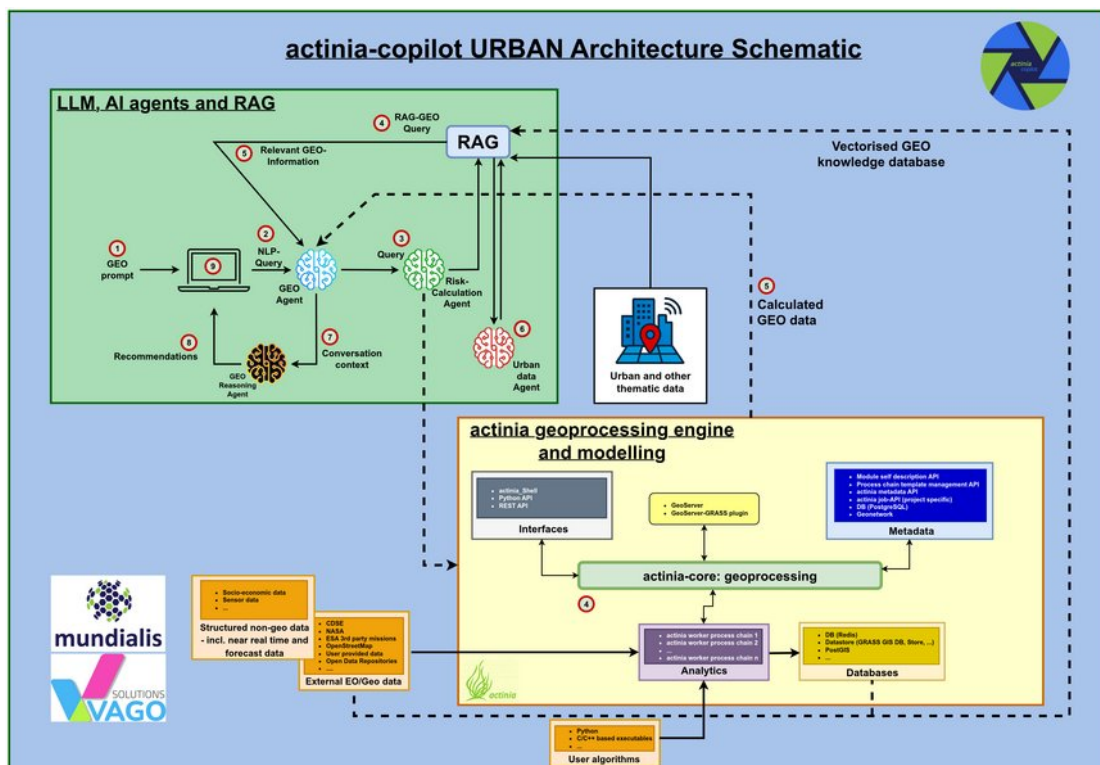 actinia-copilot URBAN Architecture Schematic
actinia
copilot
LLM, AI agents and RAG
4
RAG-GEO
Query
RAG
5
Relevant GEO-
Information
Vectorised GEO
knowledge database
1
GEO
prompt
9
2
NLP-
Query
GEO
Agent
3
Query
Risk-
Calculation
Agent
5
Calculated
GEO data
8
Recommendations
GEO
Reasoning
Agent
7
Conversation
context
6
Urban
data Agent
Urban and other
thematic data
actinia geoprocessing engine
and modelling
• actinia_Shell
• Python API
• REST API
Interfaces
• GeoServer
• GeoServer-GRASS plugin
• Module self description API
• Process chain template management API
• actinia metadata API
• actinia job-API (project specific)
• DB (PostgreSQL)
• Geonetwork
Metadata
actinia-core: geoprocessing
4
mundialis
SOLUTIONS
VAGO
• Socio-economic data
• Sensor data
• ...
Structured non-geo data
- incl. near real time and
forecast data
• CDSE
• NASA
• ESA 3rd party missions
• OpenStreetMap
• User provided data
• Open Data Repositories
• ....
External EO/Geo data
• actinia worker process chain 1
• actinia worker process chain 2
• ...
• actinia worker process chain n
Analytics
• DB (Redis)
• Datastore (GRASS GIS DB, Store, ...)
• PostGIS
• ...
Databases
actinia
• Python
• C/C++ based executables
• ...
User algorithms